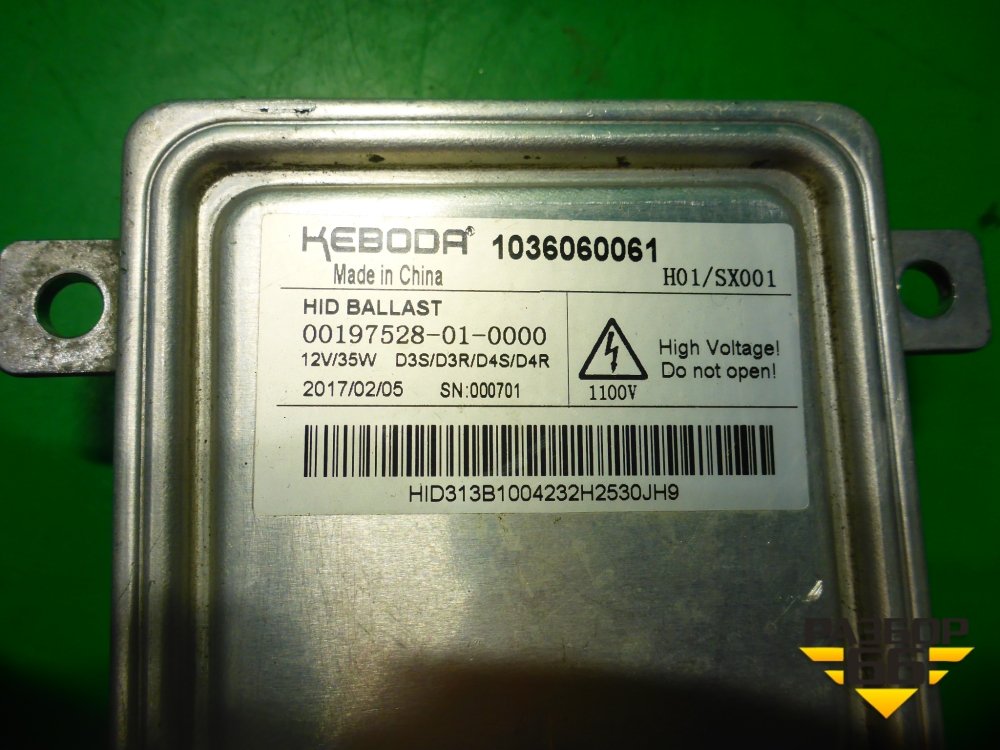 KEBODA® 1036060061
Made in China H01/SX001
HID BALLAST
00197528-01-0000
12V/35W D3S/D3R/D4S/D4R
2017/02/05 SN:000701
1100V
High Voltage!
Do not open!
HID313B1004232H2530JH9
РАЗБОР
61